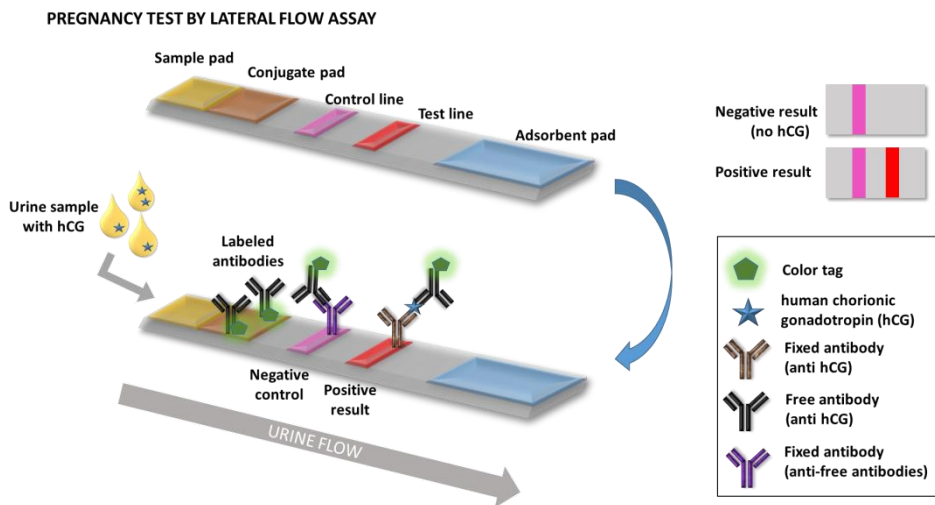 PREGNANCY TEST BY LATERAL FLOW ASSAY
Sample pad
Conjugate pad
Control line
Test line
Adsorbent pad
Negative result
(no hCG)
Positive result
Urine sample
with hCG
Labeled
antibodies
Negative
control
Positive
result
URINE FLOW
Color tag
human chorionic
gonadotropin (hCG)
Fixed antibody
(anti hCG)
Free antibody
(anti hCG)
Fixed antibody
(anti-free antibodies)